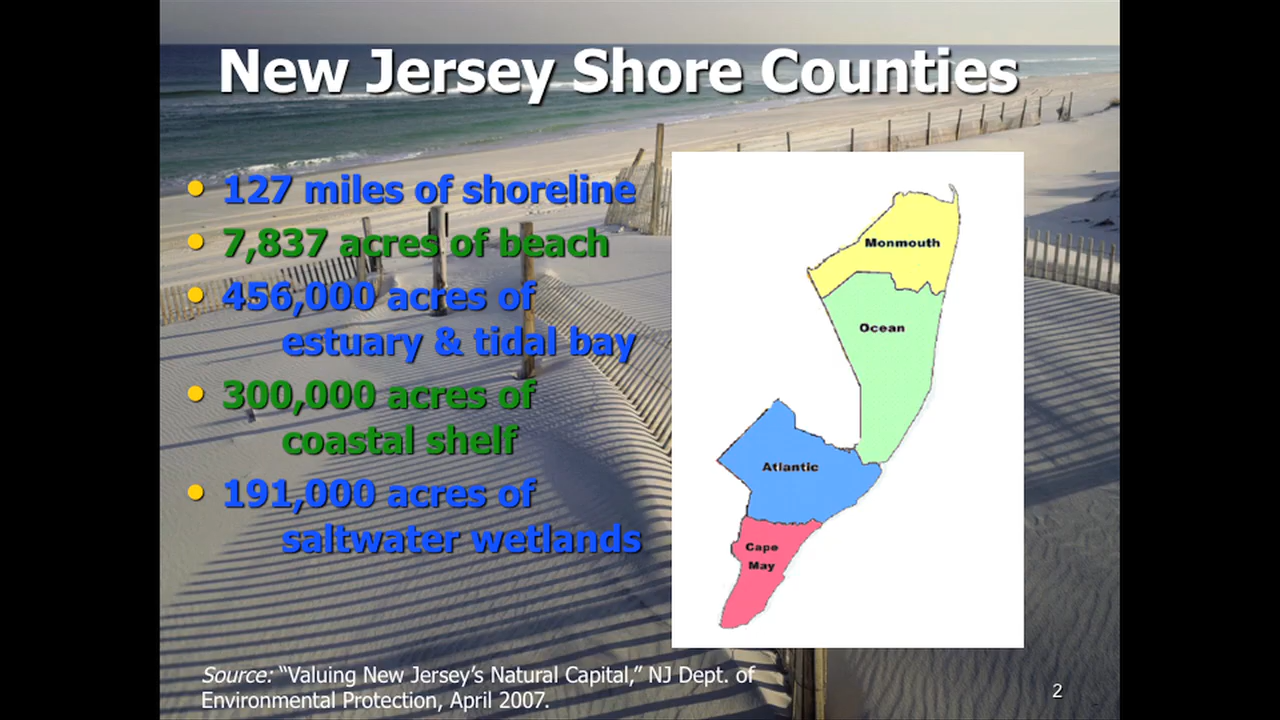 New Jersey Shore Counties
• 127 miles of shoreline
• 7,837 acres of beach
• 456,000 acres of
estuary & tidal bay
• 300,000 acres of
coastal shelf
• 191,000 acres of
saltwater wetlands
Monmouth
Ocean
Atlantic
Cape
May
Source: “Valuing New Jersey’s Natural Capital,” NJ Dept. of
Environmental Protection, April 2007.
2